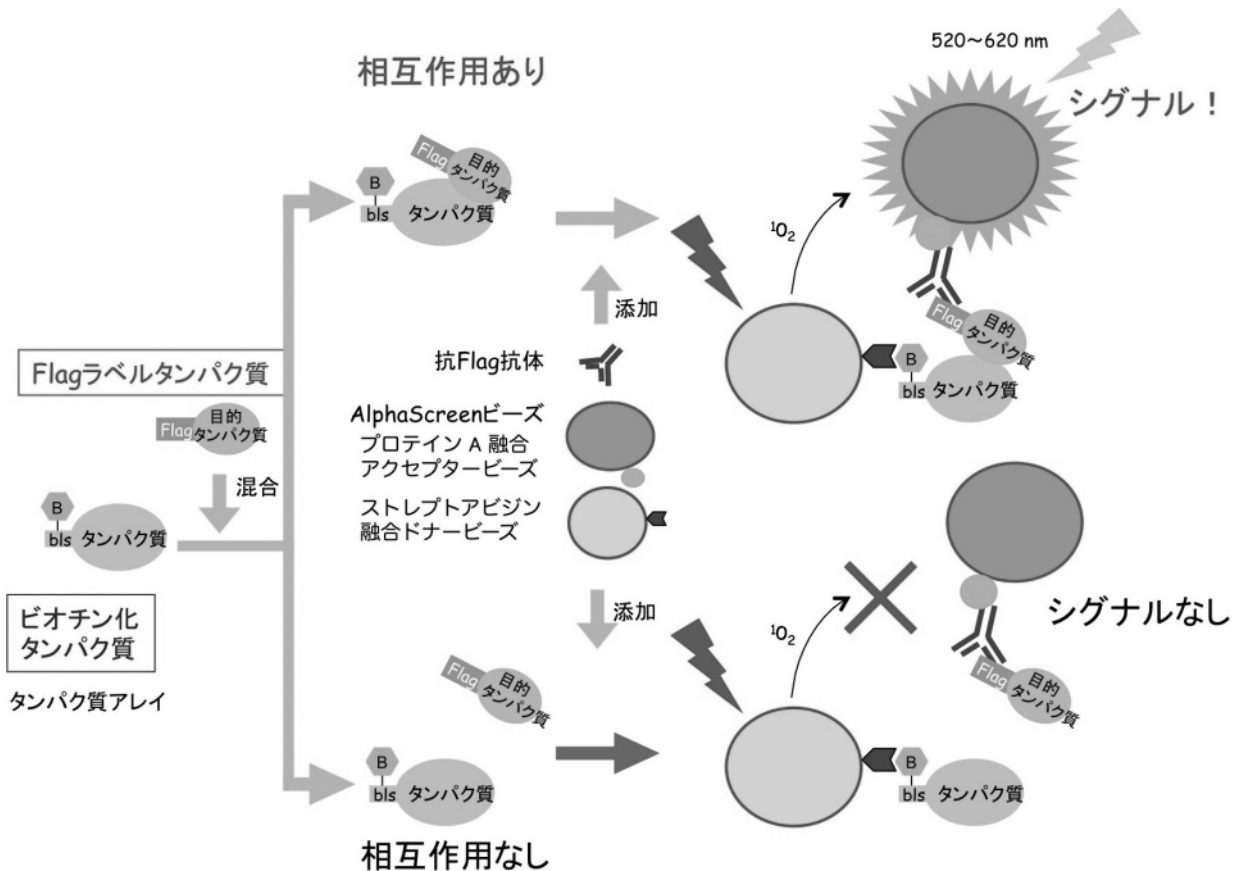 相互作用あり
520～620 nm
シグナル！
B
bls
タンパク質
Flag
目的
タンパク質
¹O₂
添加
Flag
目的
タンパク質
B
bls
タンパク質
Flagラベルタンパク質
Flag
目的
タンパク質
混合
B
bls
タンパク質
ビオチン化
タンパク質
タンパク質アレイ
抗Flag抗体
AlphaScreenビーズ
プロテイン A 融合
アクセプタービーズ
ストレプトアビジン
融合ドナービーズ
添加
Flag
目的
タンパク質
B
bls
タンパク質
相互作用なし
¹O₂
シグナルなし
Flag
目的
タンパク質
B
bls
タンパク質